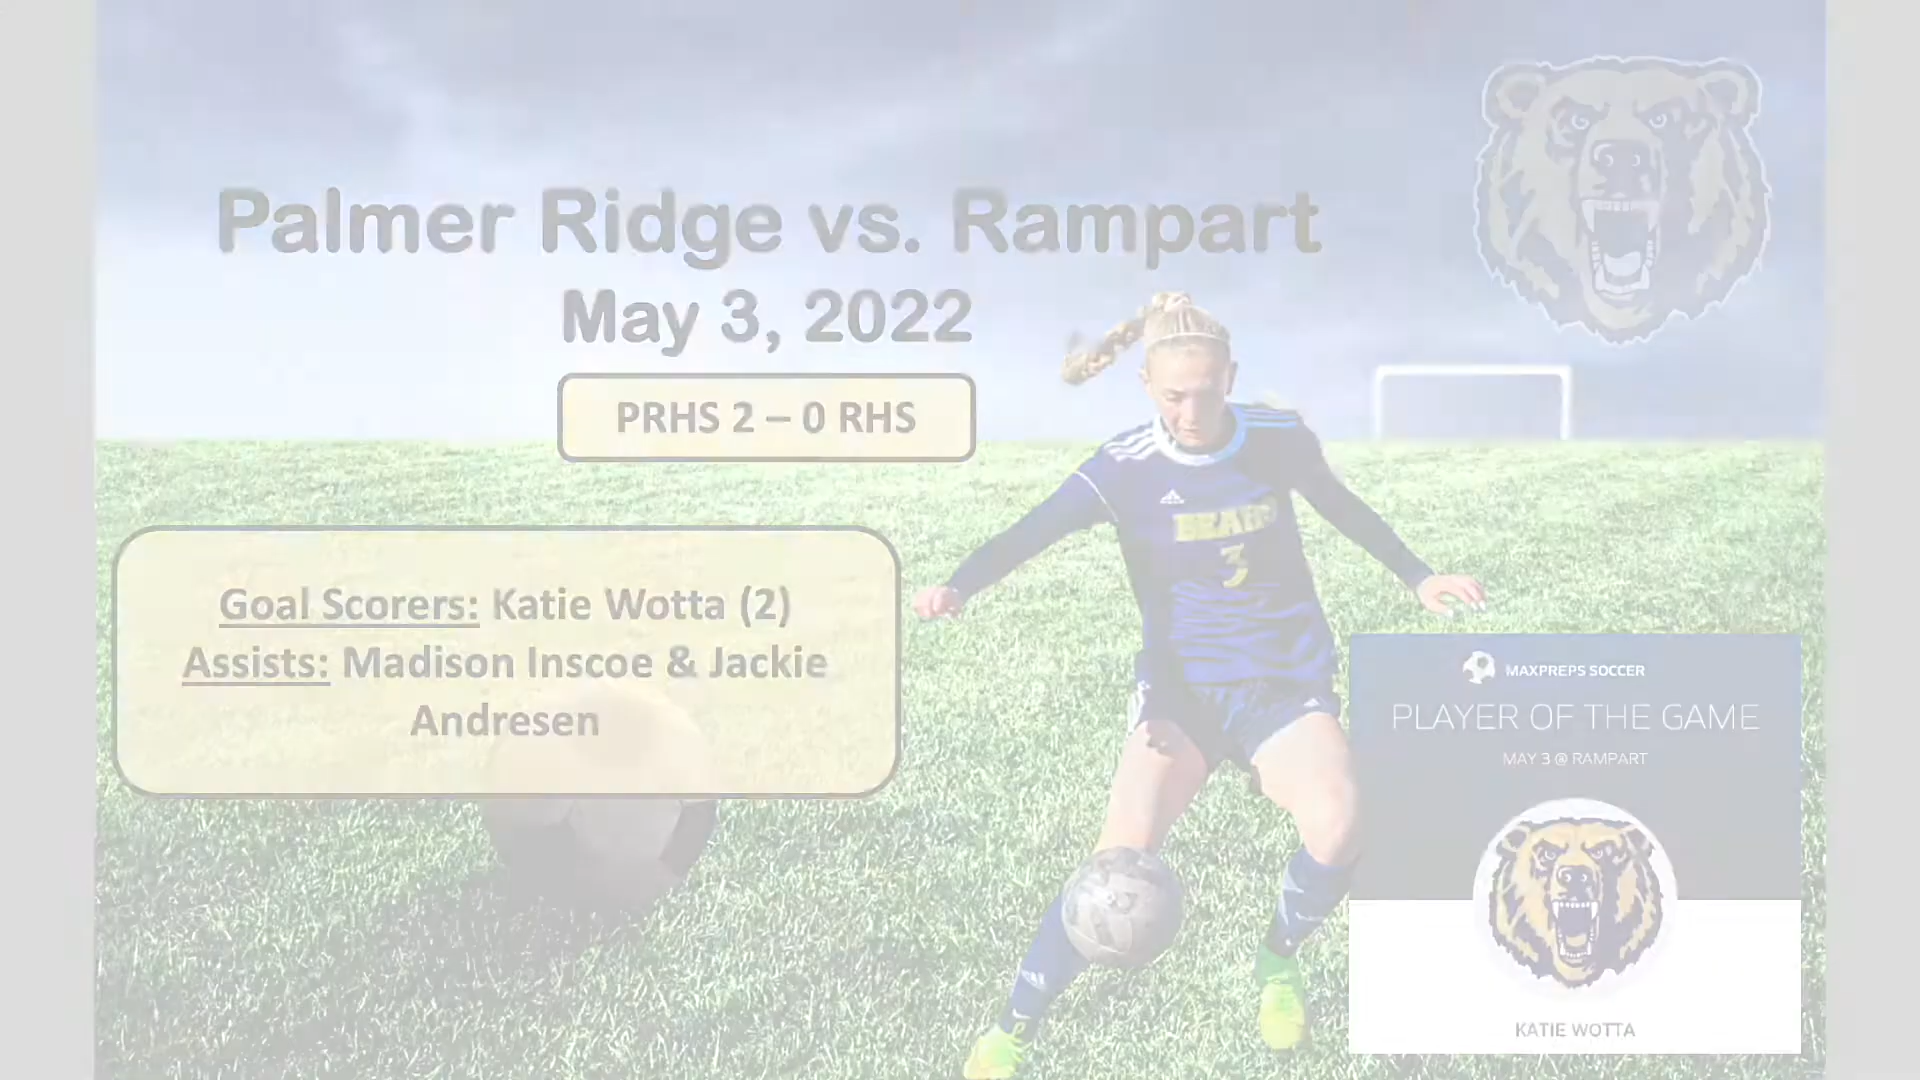 Palmer Ridge vs. Rampart
May 3, 2022
PRHS 2 – 0 RHS
Goal Scorers: Katie Wotta (2)
Assists: Madison Inscoe & Jackie
Andresen
BEARS
3
MAXPREPS SOCCER
PLAYER OF THE GAME
MAY 3 @ RAMPART
KATIE WOTTA